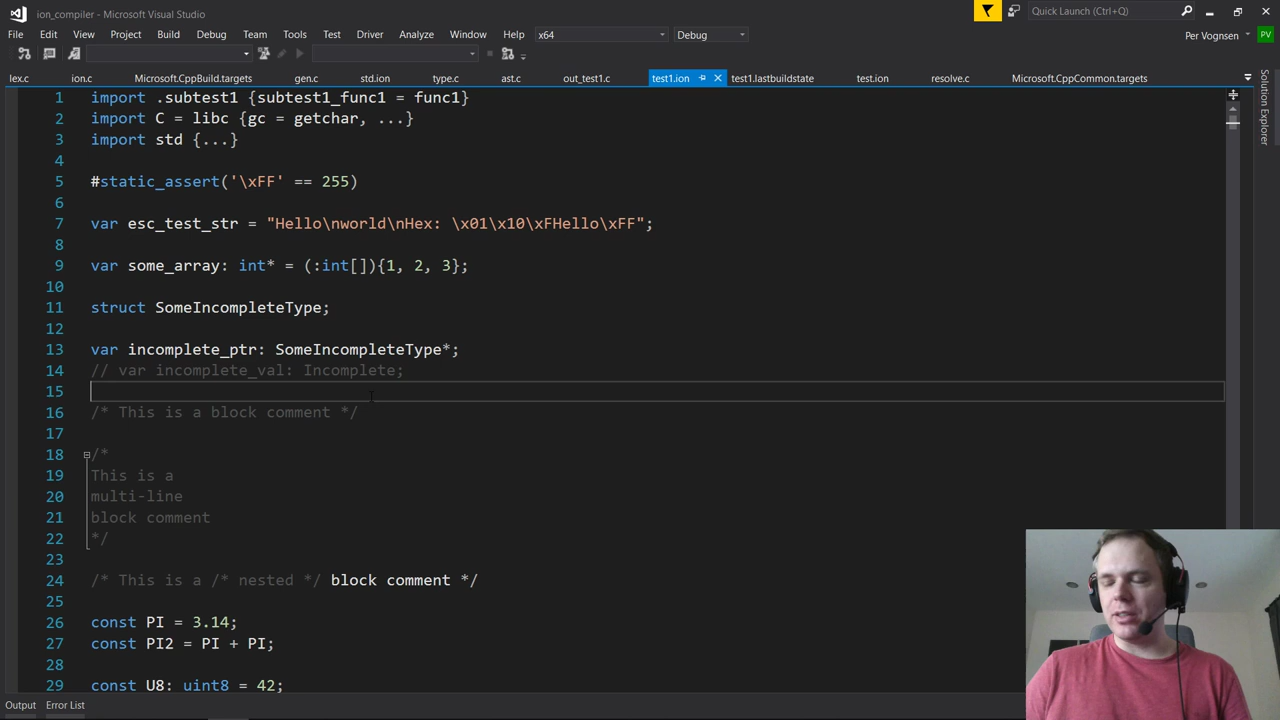 ion_compiler - Microsoft Visual Studio
Quick Launch (Ctrl+Q)
File Edit View Project Build Debug Team Tools Test Driver Analyze Window Help x64 Debug Per Vognsen PV
lex.c ion.c Microsoft.CppBuild.targets gen.c std.ion type.c ast.c out_test1.c test1.ion test1.lastbuildstate test.ion resolve.c Microsoft.CppCommon.targets
Solution Explorer
1 import .subtest1 {subtest1_func1 = func1}
2 import C = libc {gc = getchar, ...}
3 import std {...}
4
5 #static_assert('\xFF' == 255)
6
7 var esc_test_str = "Hello\nworld\nHex: \x01\x10\xFHello\xFF";
8
9 var some_array: int* = (:int[]){1, 2, 3};
10
11 struct SomeIncompleteType;
12
13 var incomplete_ptr: SomeIncompleteType*;
14 // var incomplete_val: Incomplete;
15
16 /* This is a block comment */
17
18 /*
19 This is a
20 multi-line
21 block comment
22 */
23
24 /* This is a /* nested */ block comment */
25
26 const PI = 3.14;
27 const PI2 = PI + PI;
28
29 const U8: uint8 = 42;
Output Error List